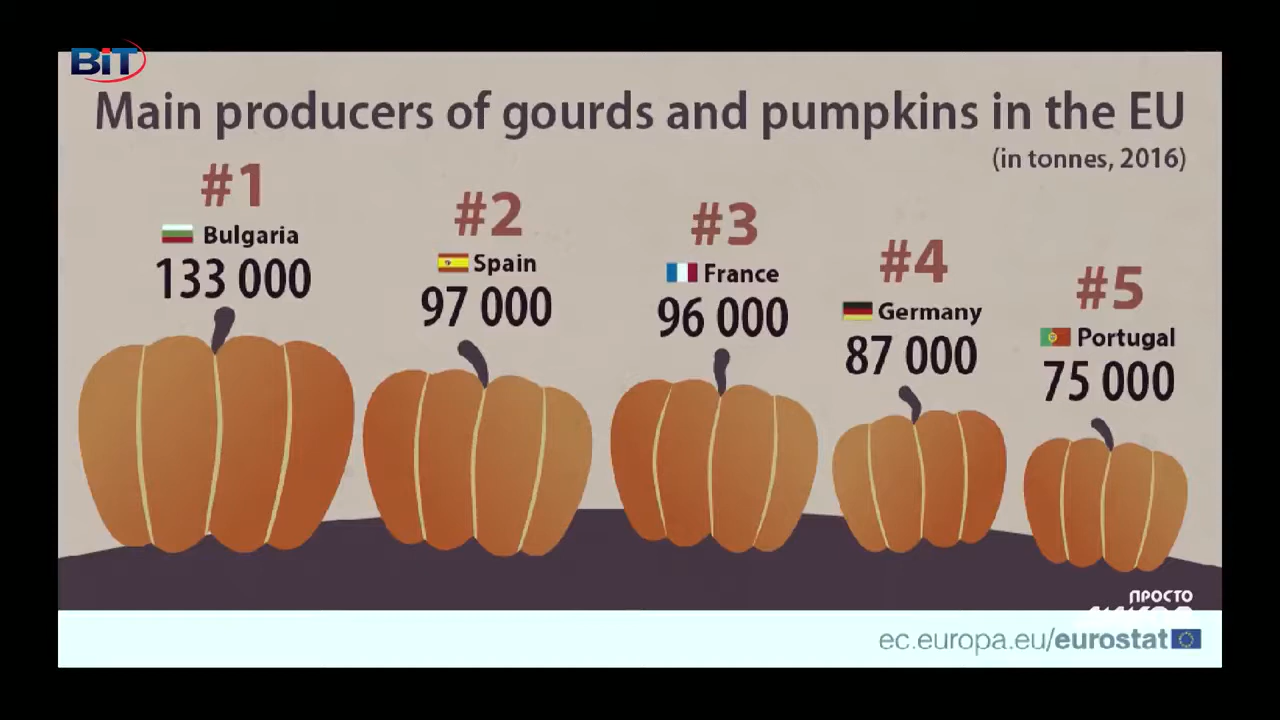 BiT
Main producers of gourds and pumpkins in the EU
(in tonnes, 2016)
#1
Bulgaria
133 000
#2
Spain
97 000
#3
France
96 000
#4
Germany
87 000
#5
Portugal
75 000
ПРОСТО
ec.europa.eu/eurostat